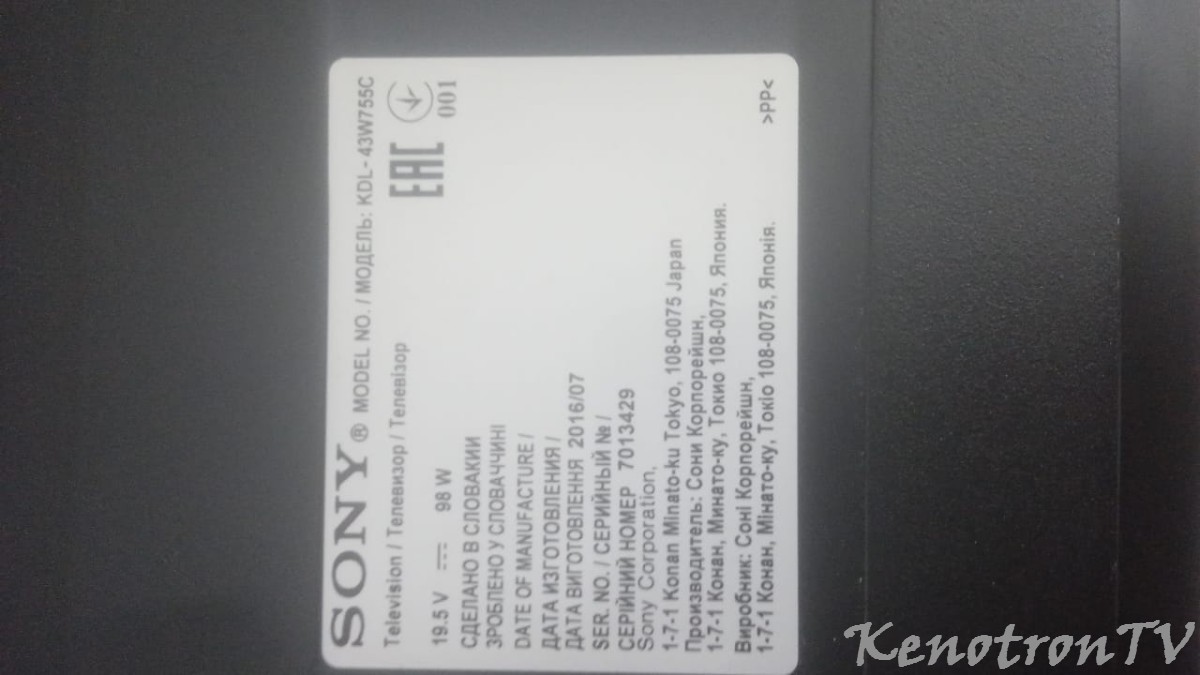 SONY® MODEL NO. / МОДЕЛЬ: KDL- 43W755C
Television / Телевизор / Телевізор
EAC
001
19.5 V ⎓ 98 W
СДЕЛАНО В СЛОВАКИИ
ЗРОБЛЕНО У СЛОВАЧЧИНІ
DATE OF MANUFACTURE /
ДАТА ИЗГОТОВЛЕНИЯ /
ДАТА ВИГОТОВЛЕННЯ 2016/07
SER. NO. / СЕРИЙНЫЙ № /
СЕРІЙНИЙ НОМЕР 7013429
Sony Corporation,
1-7-1 Konan Minato-ku Tokyo, 108-0075 Japan
Производитель: Сони Корпорейшн,
1-7-1 Конан, Минато-ку, Токио 108-0075, Япония.
Виробник: Соні Корпорейшн,
1-7-1 Конан, Мінато-ку, Токіо 108-0075, Японія.
>PP<
KenotronTV